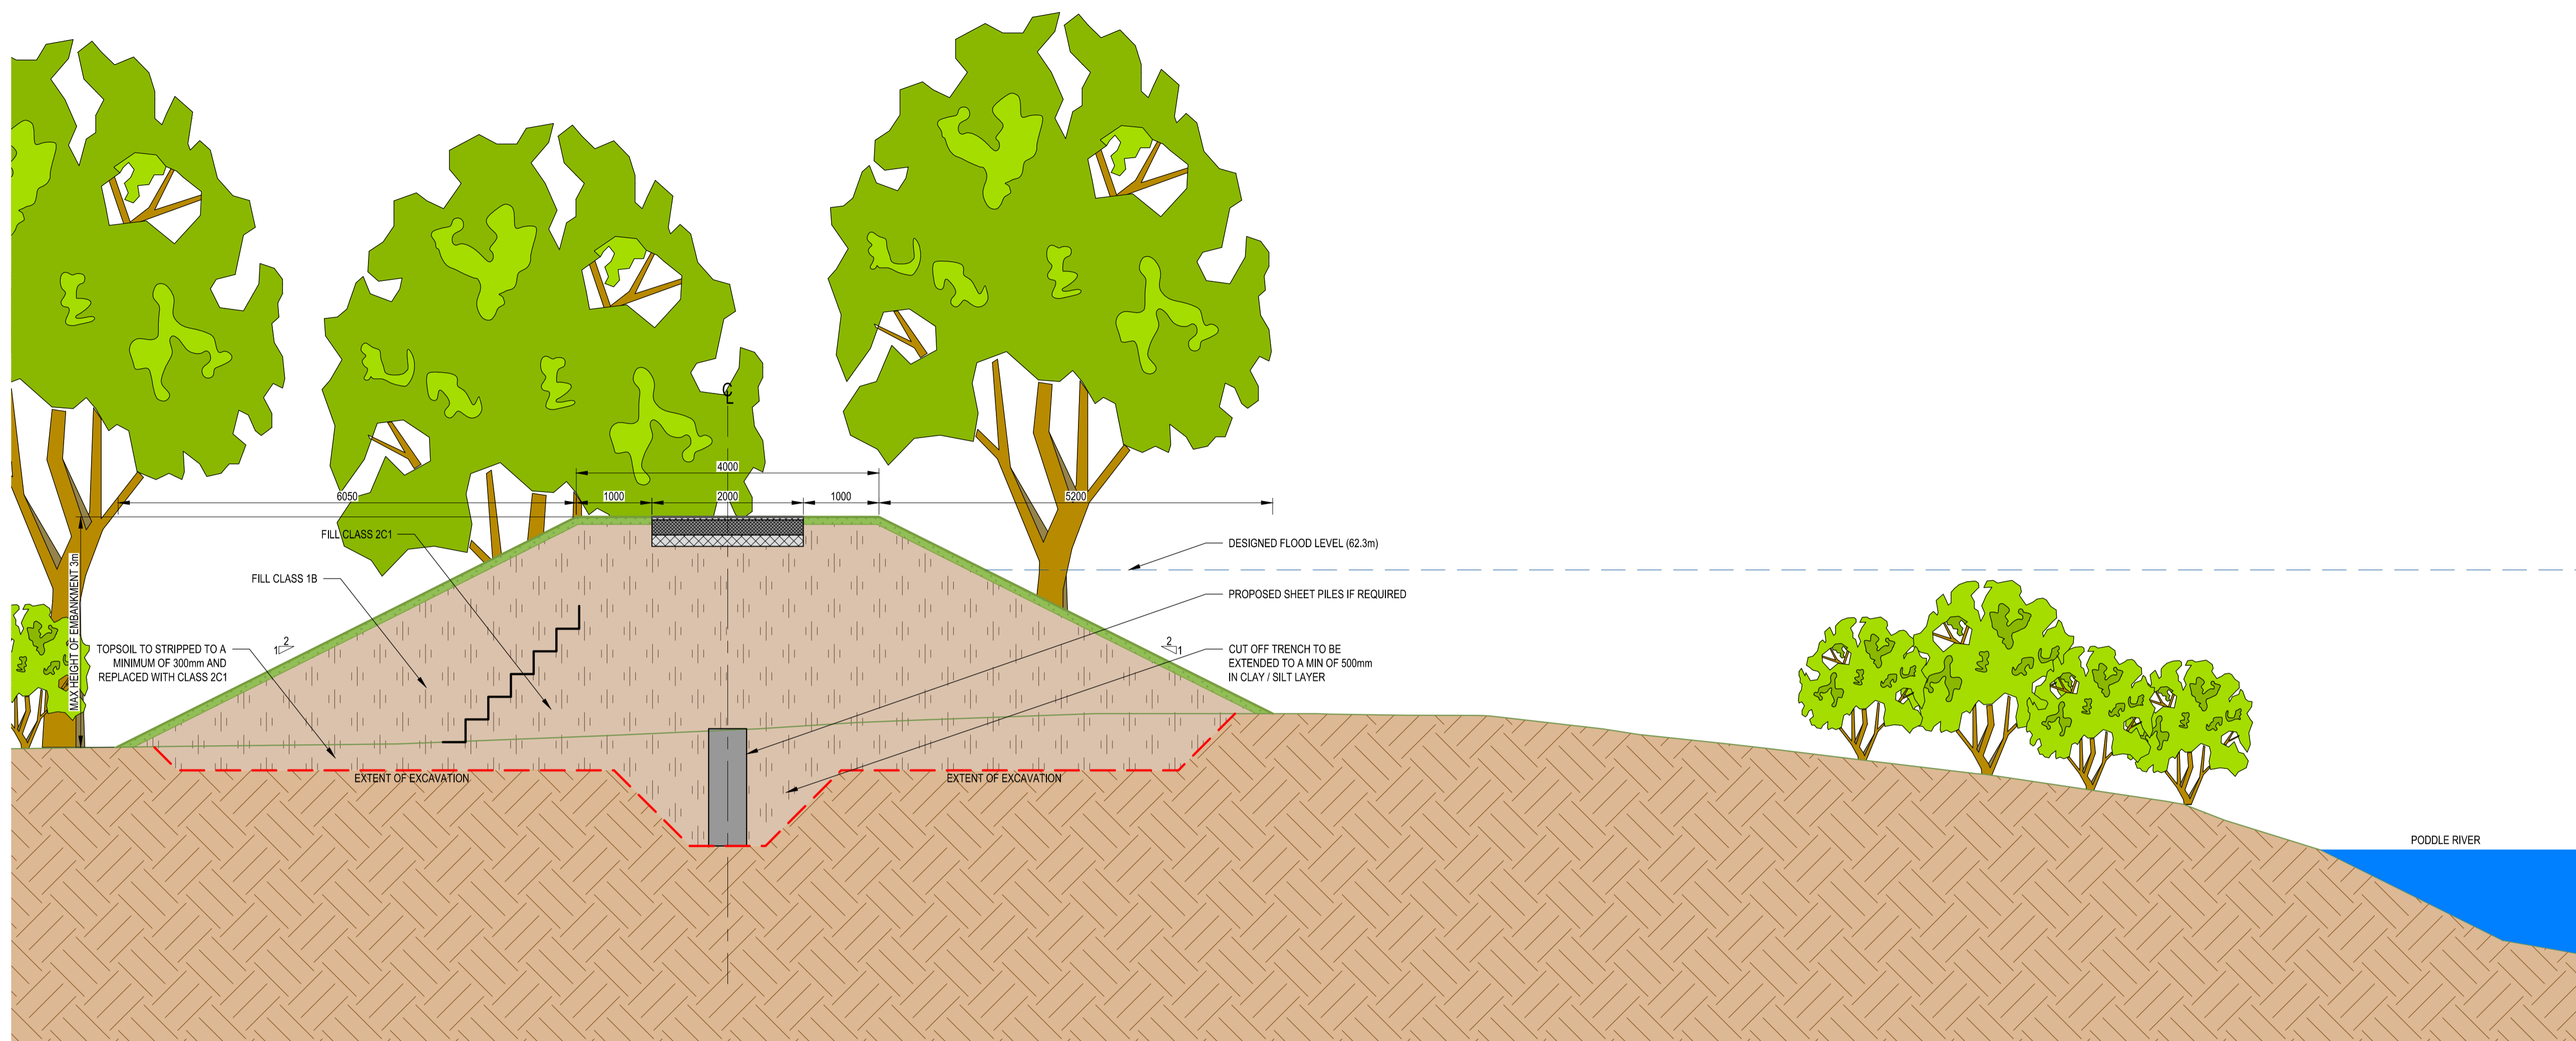 ℄
4000
6050
1000
2000
1000
5200
FILL CLASS 2C1
DESIGNED FLOOD LEVEL (62.3m)
FILL CLASS 1B
PROPOSED SHEET PILES IF REQUIRED
MAX HEIGHT OF EMBANKMENT 3m
2
1
2
1
TOPSOIL TO STRIPPED TO A
MINIMUM OF 300mm AND
REPLACED WITH CLASS 2C1
CUT OFF TRENCH TO BE
EXTENDED TO A MIN OF 500mm
IN CLAY / SILT LAYER
EXTENT OF EXCAVATION
EXTENT OF EXCAVATION
PODDLE RIVER